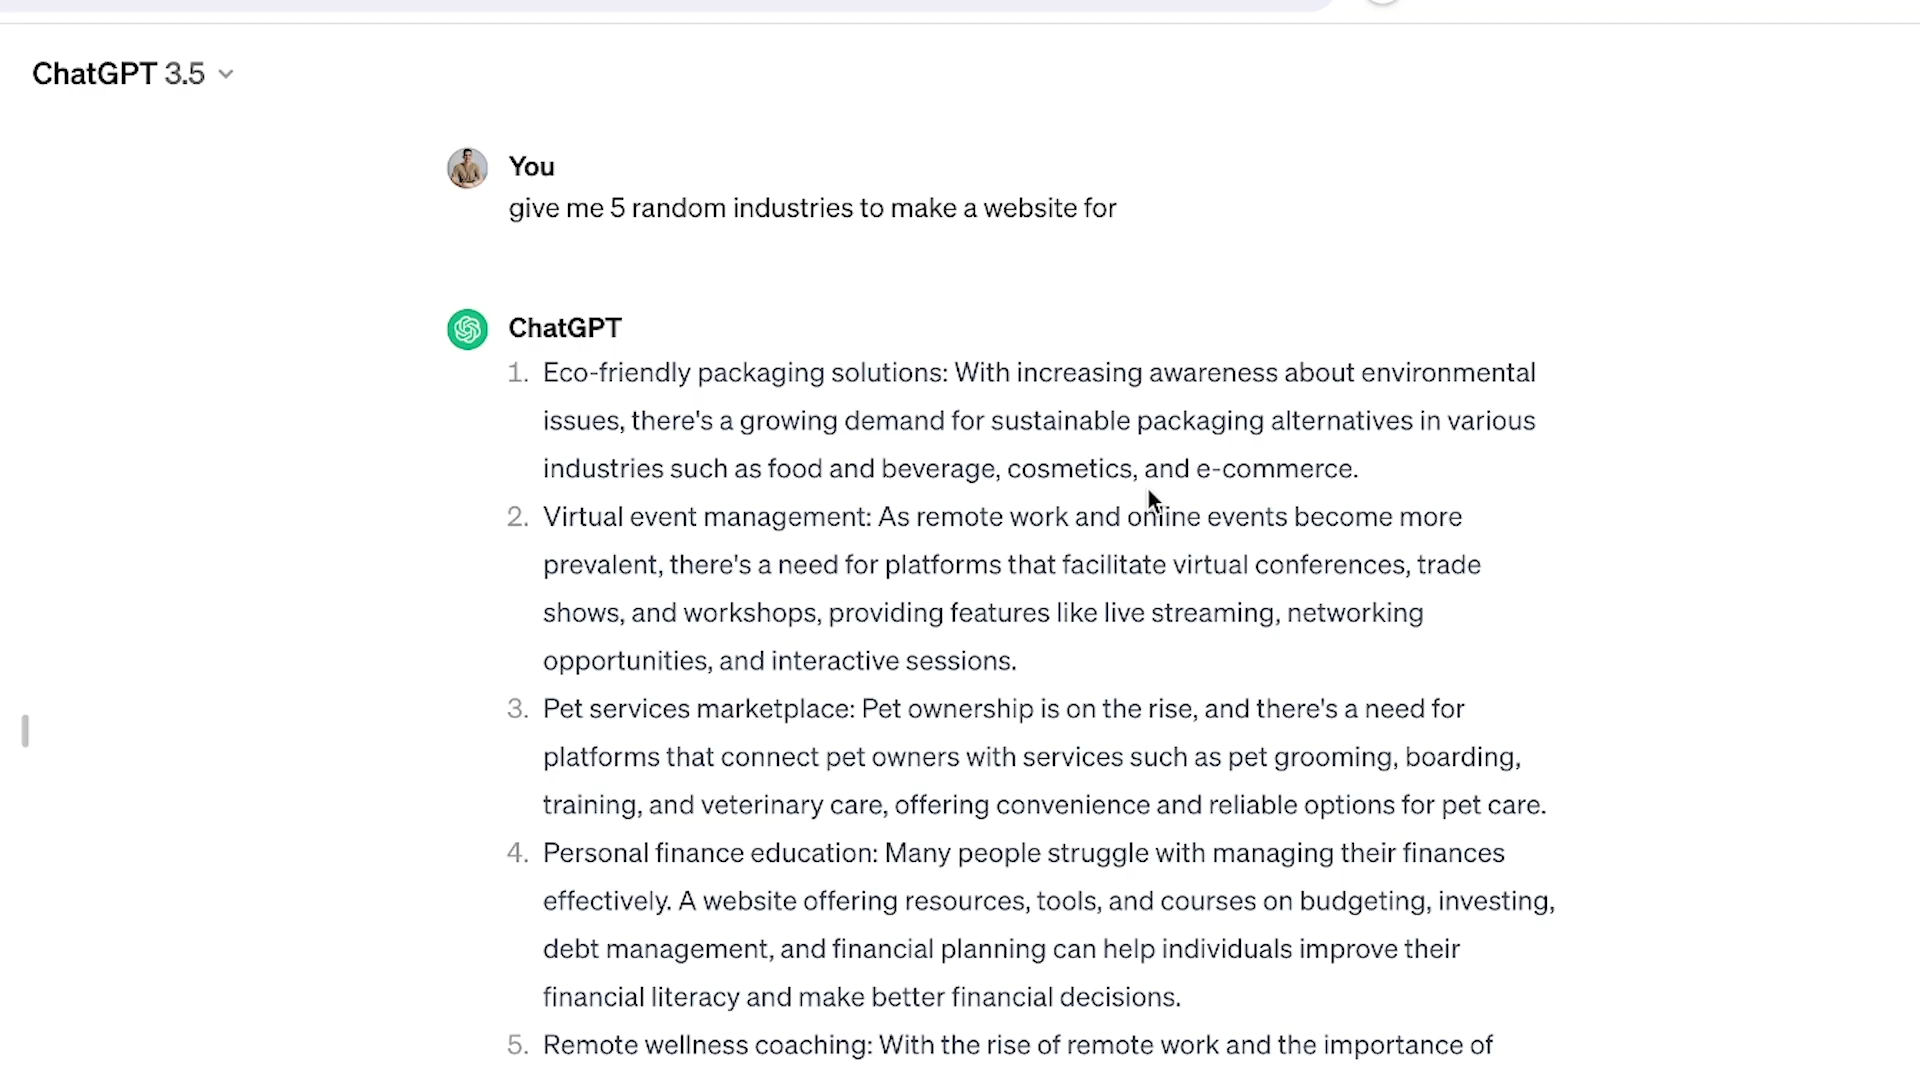 ChatGPT 3.5
You
give me 5 random industries to make a website for
ChatGPT
1. Eco-friendly packaging solutions: With increasing awareness about environmental
issues, there's a growing demand for sustainable packaging alternatives in various
industries such as food and beverage, cosmetics, and e-commerce.
2. Virtual event management: As remote work and online events become more
prevalent, there's a need for platforms that facilitate virtual conferences, trade
shows, and workshops, providing features like live streaming, networking
opportunities, and interactive sessions.
3. Pet services marketplace: Pet ownership is on the rise, and there's a need for
platforms that connect pet owners with services such as pet grooming, boarding,
training, and veterinary care, offering convenience and reliable options for pet care.
4. Personal finance education: Many people struggle with managing their finances
effectively. A website offering resources, tools, and courses on budgeting, investing,
debt management, and financial planning can help individuals improve their
financial literacy and make better financial decisions.
5. Remote wellness coaching: With the rise of remote work and the importance of